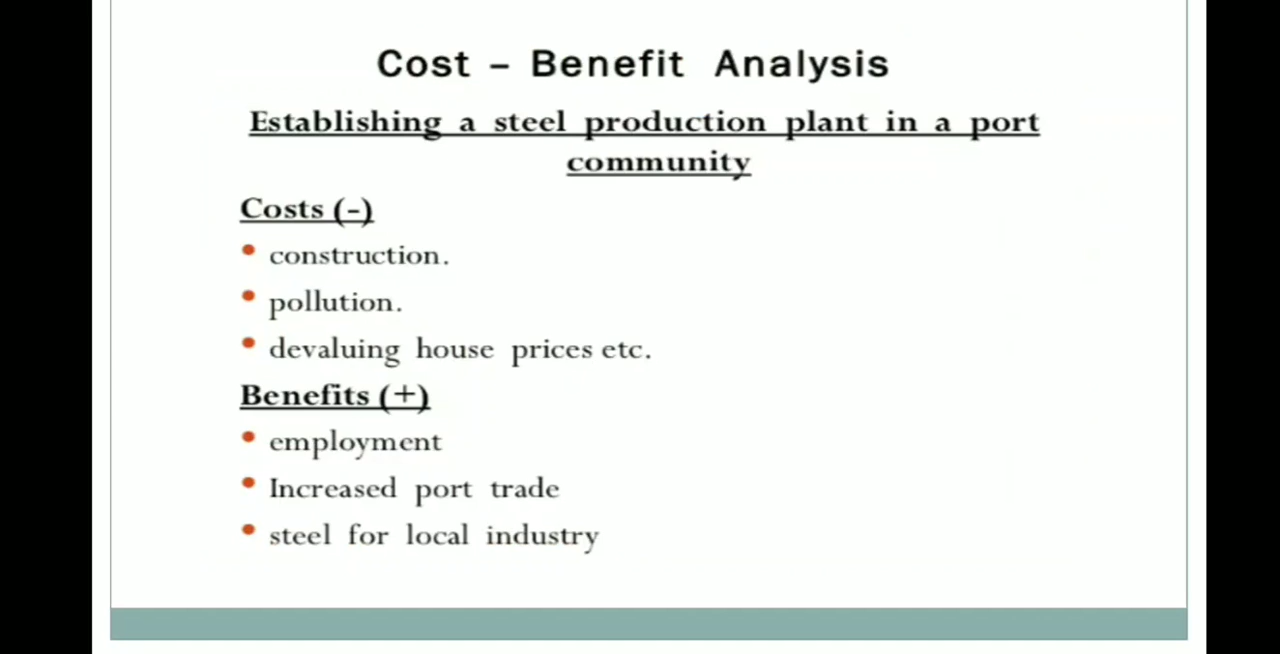 Cost – Benefit Analysis
Establishing a steel production plant in a port
community
Costs (-)
• construction.
• pollution.
• devaluing house prices etc.
Benefits (+)
• employment
• Increased port trade
• steel for local industry